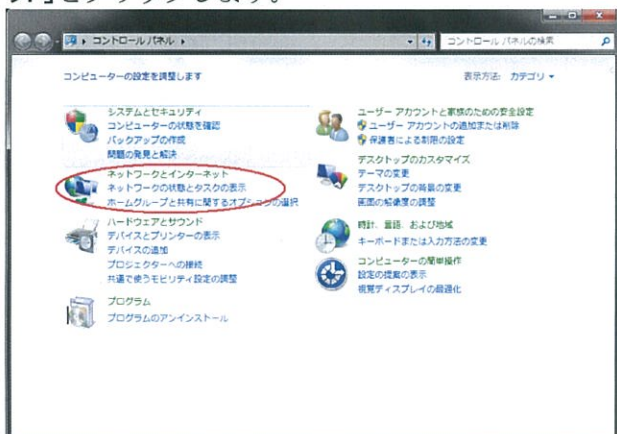 をクリックします。
コントロール パネル
コントロール パネルの検索
コンピューターの設定を調整します
表示方法: カテゴリ
システムとセキュリティ
コンピューターの状態を確認
バックアップの作成
問題の発見と解決
ネットワークとインターネット
ネットワークの状態とタスクの表示
ホームグループと共有に関するオプションの選択
ハードウェアとサウンド
デバイスとプリンターの表示
デバイスの追加
プロジェクターへの接続
共通で使うモビリティ設定の調整
プログラム
プログラムのアンインストール
ユーザー アカウントと家族のための安全設定
ユーザー アカウントの追加または削除
保護者による制限の設定
デスクトップのカスタマイズ
テーマの変更
デスクトップの背景の変更
画面の解像度の調整
時計、言語、および地域
キーボードまたは入力方法の変更
コンピューターの簡単操作
設定の提案の表示
視覚ディスプレイの最適化